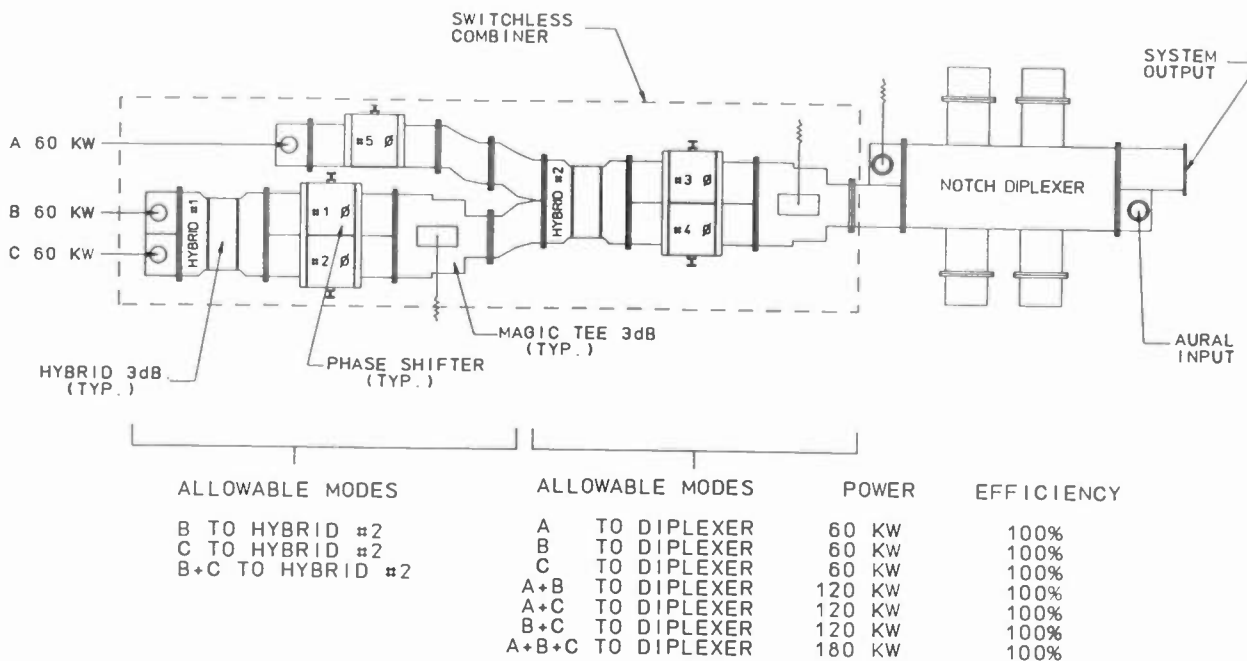 SWITCHLESS
COMBINER
SYSTEM
OUTPUT
A 60 KW
#5 Ø
B 60 KW
C 60 KW
HYBRID #1
#1 Ø
#2 Ø
HYBRID #2
#3 Ø
#4 Ø
NOTCH DIPLEXER
HYBRID 3dB.
(TYP.)
PHASE SHIFTER
(TYP.)
MAGIC TEE 3dB
(TYP.)
AURAL
INPUT
ALLOWABLE MODES
B TO HYBRID #2
C TO HYBRID #2
B+C TO HYBRID #2
ALLOWABLE MODES POWER EFFICIENCY
A TO DIPLEXER 60 KW 100%
B TO DIPLEXER 60 KW 100%
C TO DIPLEXER 60 KW 100%
A+B TO DIPLEXER 120 KW 100%
A+C TO DIPLEXER 120 KW 100%
B+C TO DIPLEXER 120 KW 100%
A+B+C TO DIPLEXER 180 KW 100%